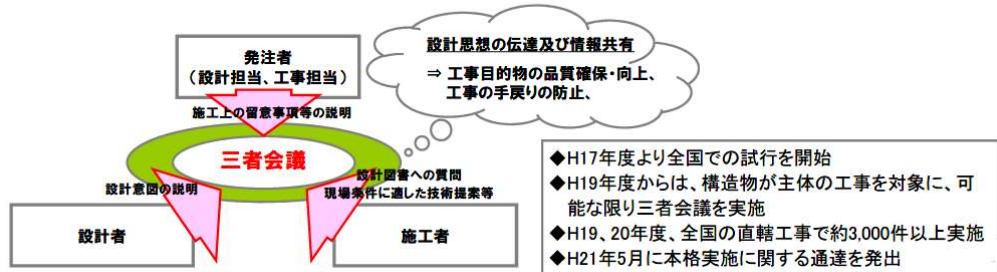 発注者
（設計担当、工事担当）
設計思想の伝達及び情報共有
⇒ 工事目的物の品質確保・向上、
工事の手戻りの防止、
施工上の留意事項等の説明
三者会議
設計意図の説明
設計図書への質問
現場条件に適した技術提案等
設計者
施工者
◆H17年度より全国での試行を開始
◆H19年度からは、構造物が主体の工事を対象に、可
能な限り三者会議を実施
◆H19、20年度、全国の直轄工事で約3,000件以上実施
◆H21年5月に本格実施に関する通達を発出